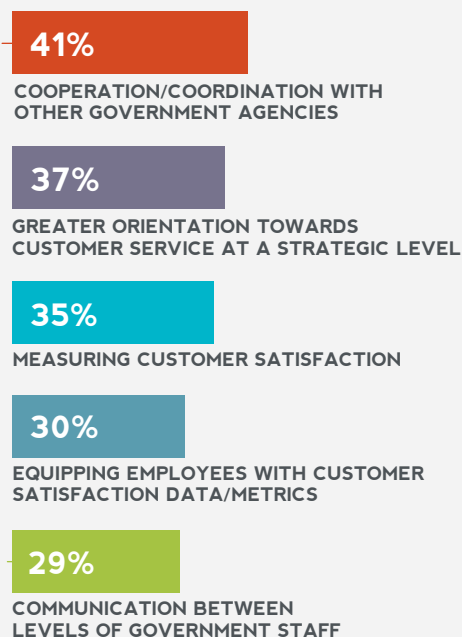 41%
COOPERATION/COORDINATION WITH
OTHER GOVERNMENT AGENCIES
37%
GREATER ORIENTATION TOWARDS
CUSTOMER SERVICE AT A STRATEGIC LEVEL
35%
MEASURING CUSTOMER SATISFACTION
30%
EQUIPPING EMPLOYEES WITH CUSTOMER
SATISFACTION DATA/METRICS
29%
COMMUNICATION BETWEEN
LEVELS OF GOVERNMENT STAFF